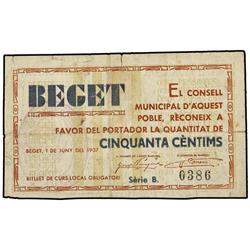 BEGET
EL CONSELL
MUNICIPAL D'AQUEST
POBLE, RECONEIX A
FAVOR DEL PORTADOR LA QUANTITAT DE
CINQUANTA CÈNTIMS
BEGET, 1 DE JUNY DEL 1937
BITLLET DE CURS LOCAL OBLIGATORI
Sèrie B.
0386